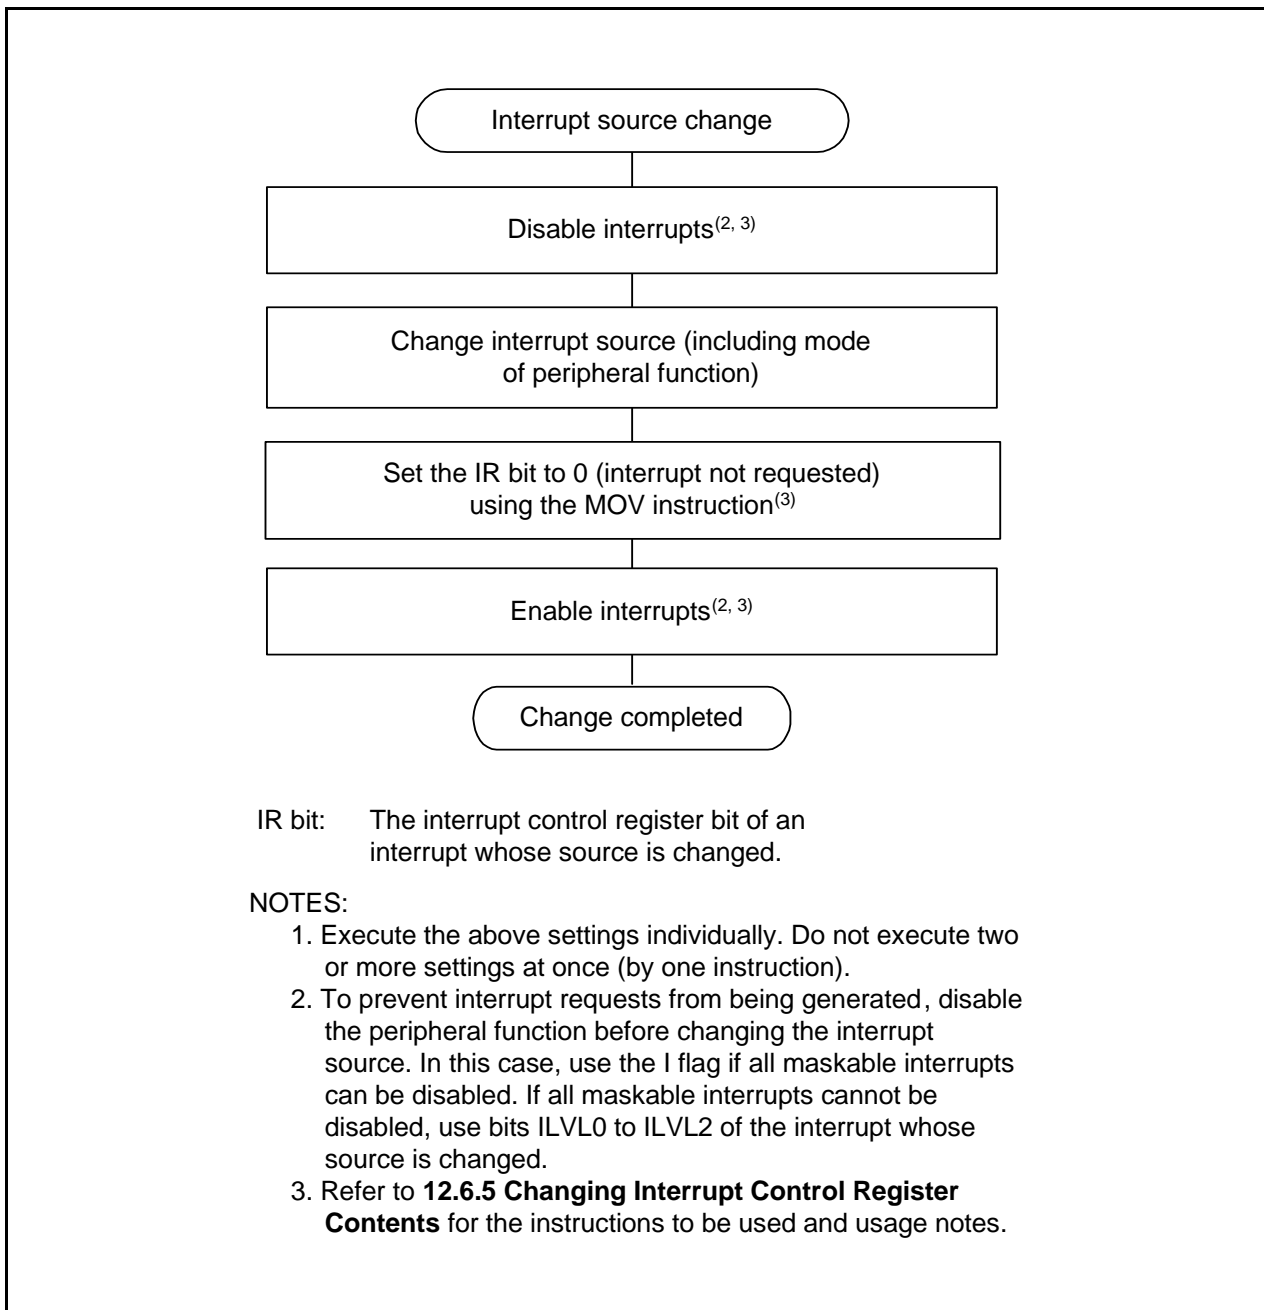 Interrupt source change
Disable interrupts(2, 3)
Change interrupt source (including mode
of peripheral function)
Set the IR bit to 0 (interrupt not requested)
using the MOV instruction(3)
Enable interrupts(2, 3)
Change completed
IR bit: The interrupt control register bit of an
interrupt whose source is changed.
NOTES:
1. Execute the above settings individually. Do not execute two
or more settings at once (by one instruction).
2. To prevent interrupt requests from being generated, disable
the peripheral function before changing the interrupt
source. In this case, use the I flag if all maskable interrupts
can be disabled. If all maskable interrupts cannot be
disabled, use bits ILVL0 to ILVL2 of the interrupt whose
source is changed.
3. Refer to 12.6.5 Changing Interrupt Control Register
Contents for the instructions to be used and usage notes.